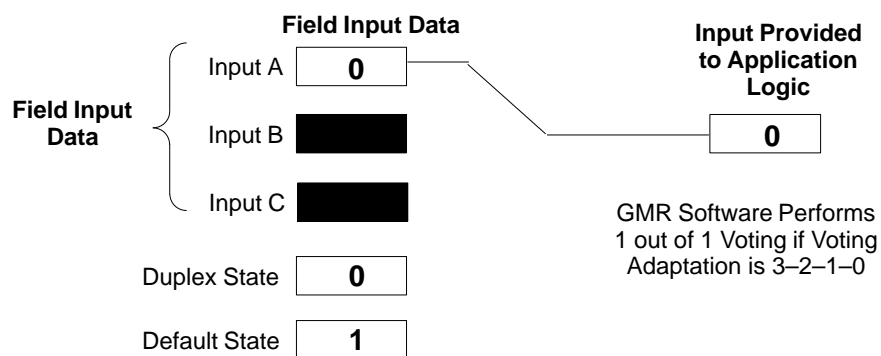 Field Input Data
Input A
0
Field Input
Data
Input B
Input C
Duplex State
0
Default State
1
Input Provided
to Application
Logic
0
GMR Software Performs
1 out of 1 Voting if Voting
Adaptation is 3–2–1–0